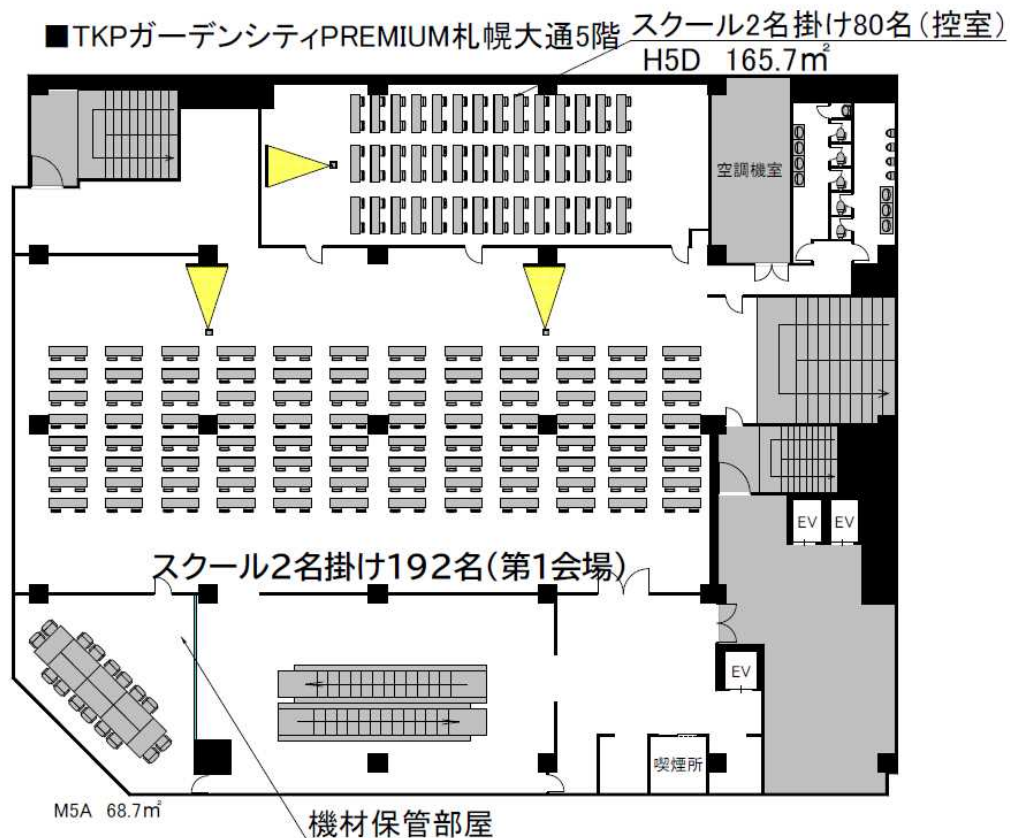 ■TKPガーデンシティPREMIUM札幌大通5階
スクール2名掛け80名(控室)
H5D 165.7㎡
空調機室
EV EV
スクール2名掛け192名(第1会場)
EV
喫煙所
M5A 68.7㎡
機材保管部屋